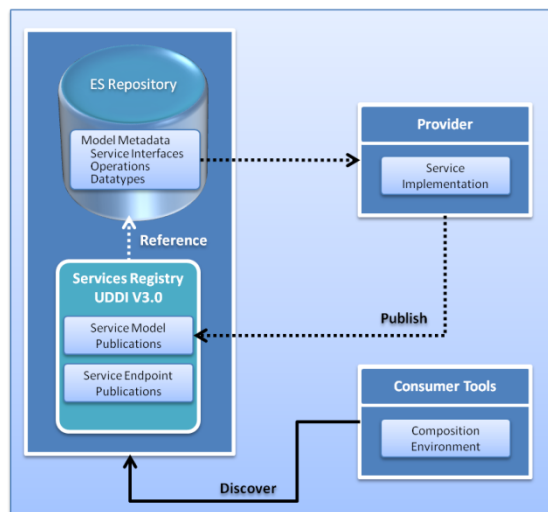 ES Repository
Model Metadata
Service Interfaces
Operations
Datatypes
Reference
Services Registry
UDDI V3.0
Service Model
Publications
Service Endpoint
Publications
Provider
Service
Implementation
Publish
Consumer Tools
Composition
Environment
Discover